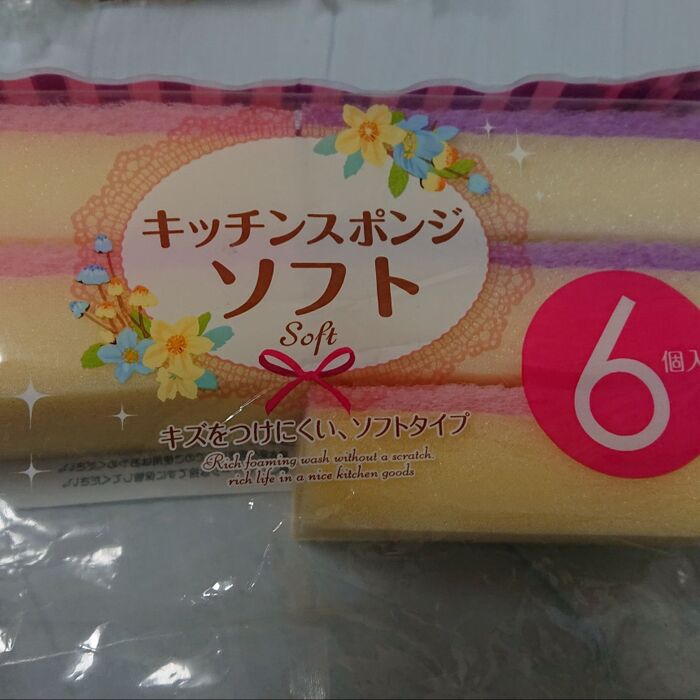 キッチンスポンジ
ソフト
Soft
6
個入
キズをつけにくい、ソフトタイプ
Rich foaming wash without a scratch.
rich life in a nice kitchen goods